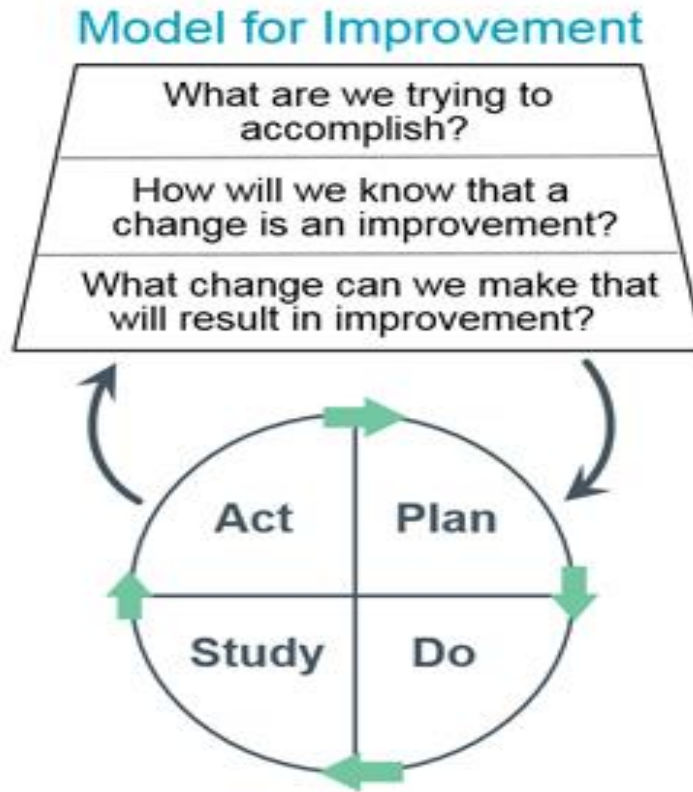 Model for Improvement
What are we trying to
accomplish?
How will we know that a
change is an improvement?
What change can we make that
will result in improvement?
Act
Plan
Study
Do